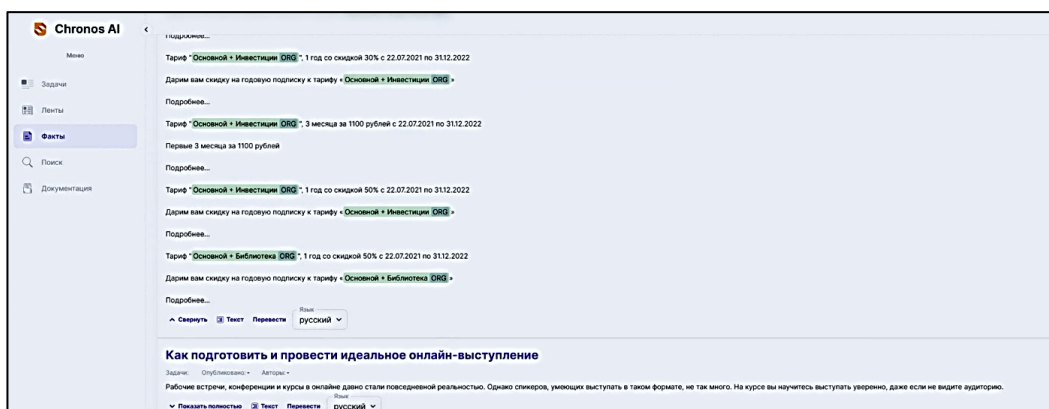 Chronos AI
Меню
Задачи
Ленты
Факты
Поиск
Документация
Подробнее...
Тариф "Основной + Инвестиции ORG", 1 год со скидкой 30% с 22.07.2021 по 31.12.2022
Дарим вам скидку на годовую подписку к тарифу «Основной + Инвестиции ORG»
Подробнее...
Тариф "Основной + Инвестиции ORG", 3 месяца за 1100 рублей с 22.07.2021 по 31.12.2022
Первые 3 месяца за 1100 рублей
Подробнее...
Тариф "Основной + Инвестиции ORG", 1 год со скидкой 50% с 22.07.2021 по 31.12.2022
Дарим вам скидку на годовую подписку к тарифу «Основной + Инвестиции ORG»
Подробнее...
Тариф "Основной + Библиотека ORG", 1 год со скидкой 50% с 22.07.2021 по 31.12.2022
Дарим вам скидку на годовую подписку к тарифу «Основной + Библиотека ORG»
Подробнее...
Язык
Свернуть Текст Перевести русский
Как подготовить и провести идеальное онлайн-выступление
Задачи: Опубликовано: - Авторы: -
Рабочие встречи, конференции и курсы в онлайне давно стали повседневной реальностью. Однако спикеров, умеющих выступать в таком формате, не так много. На курсе вы научитесь выступать уверенно, даже если не видите аудиторию.
Язык
Показать полностью Текст Перевести русский